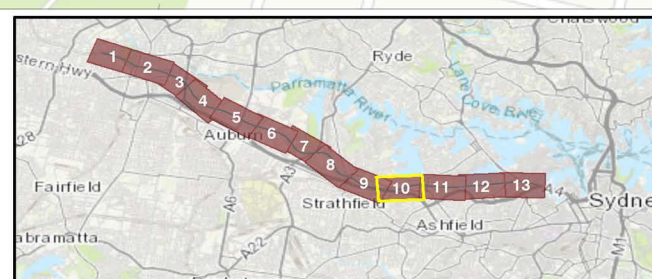 Chatswood
Ryde
stern Hwy
1
2
3
4
5
6
7
8
9
10
11
12
13
Parramatta River
Lane Cove River
Auburn
28
A3
Fairfield
A6
Strathfield
A4
Sydne
Ashfield
abramatta
A22
M1